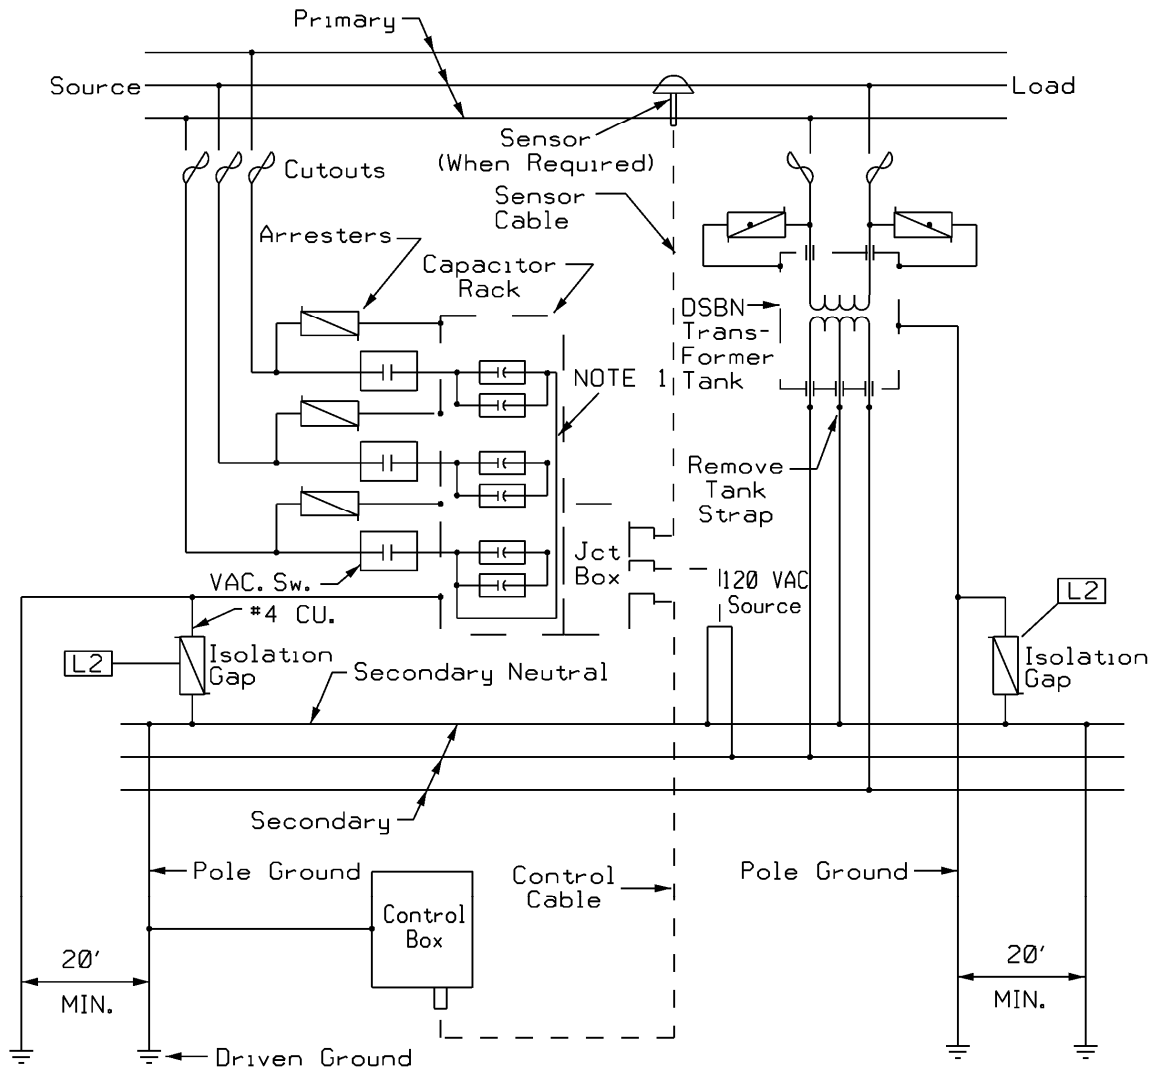 Primary
Source
Load
Sensor
(When Required)
Cutouts
Sensor
Cable
Arresters
Capacitor
Rack
DSBN
Trans-
Former
Tank
NOTE 1
Remove
Tank
Strap
Jct
Box
VAC. Sw.
120 VAC
Source
#4 CU.
L2
L2
Isolation
Gap
Isolation
Gap
Secondary Neutral
Secondary
Pole Ground
Control
Cable
Pole Ground
Control
Box
20'
MIN.
20'
MIN.
Driven Ground